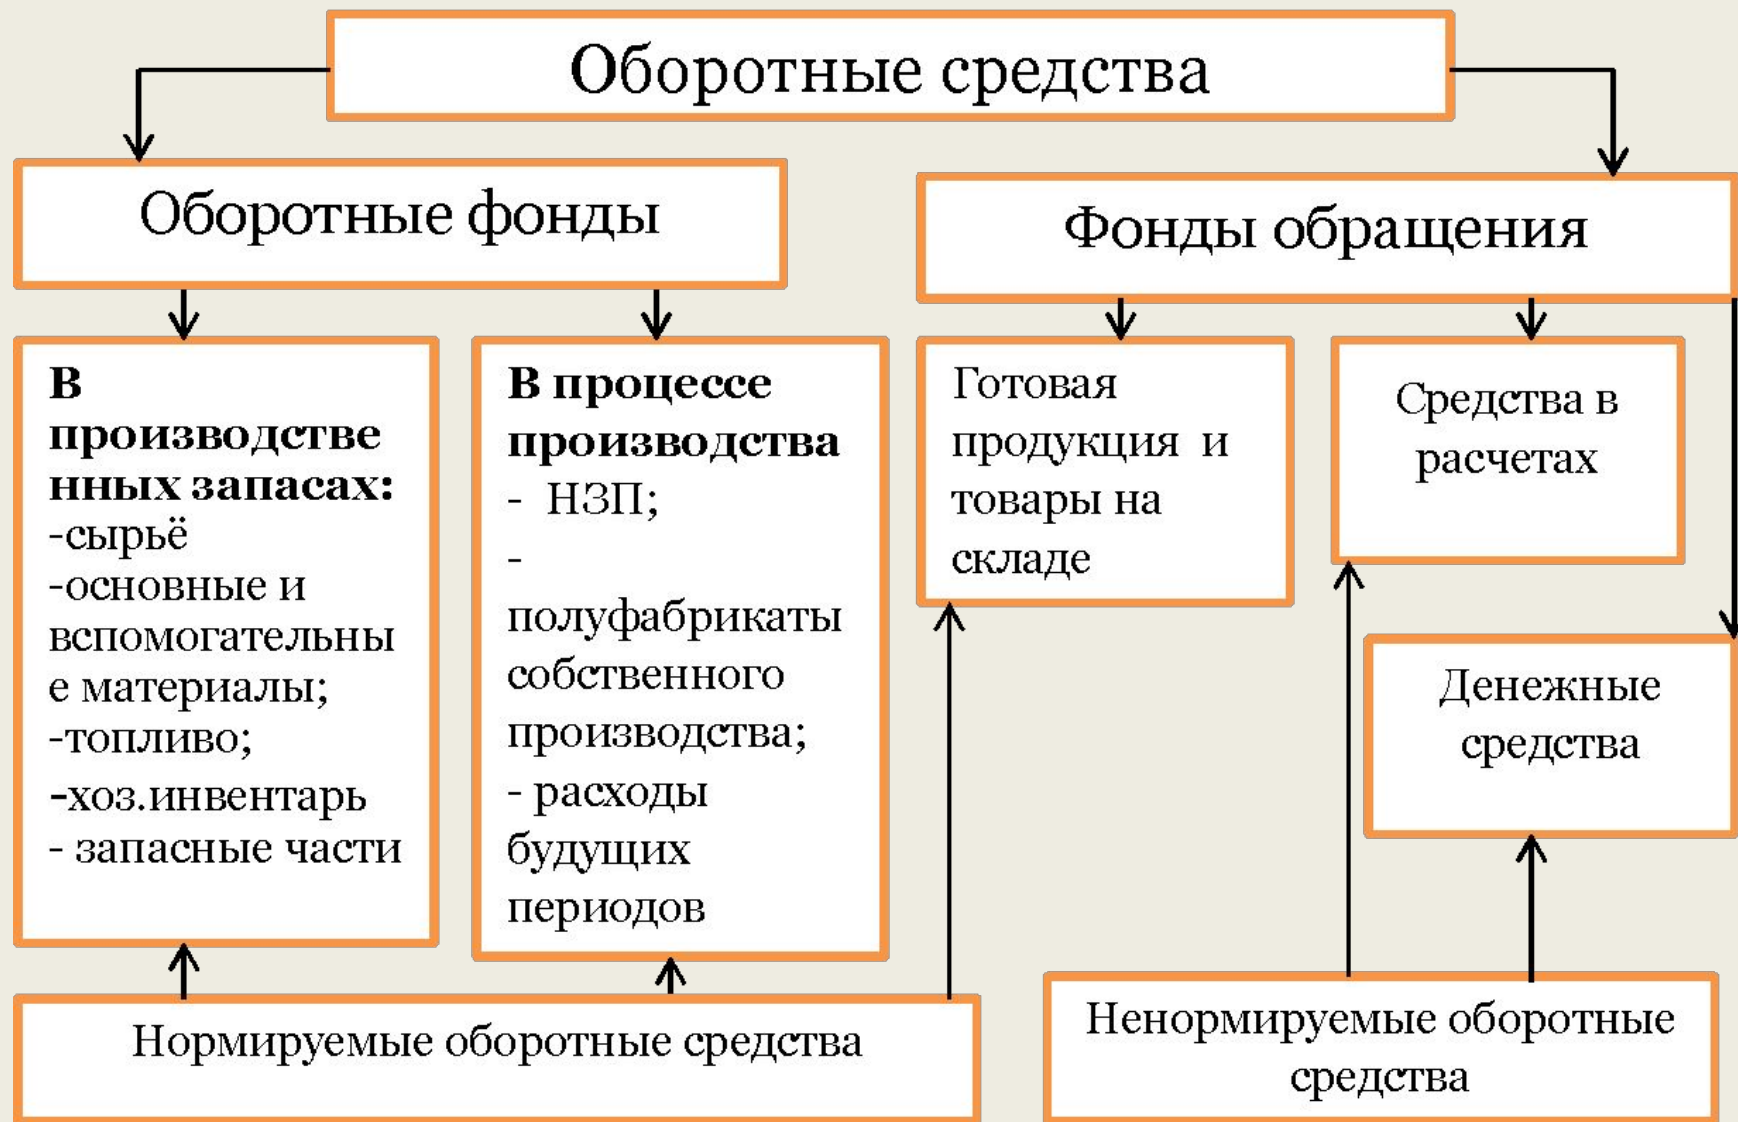 Оборотные средства
Оборотные фонды
Фонды обращения
В
производстве
нных запасах:
-сырьё
-основные и
вспомогательны
е материалы;
-топливо;
-хоз.инвентарь
- запасные части
В процессе
производства
- НЗП;
-
полуфабрикаты
собственного
производства;
- расходы
будущих
периодов
Готовая
продукция и
товары на
складе
Средства в
расчетах
Денежные
средства
Нормируемые оборотные средства
Ненормируемые оборотные
средства